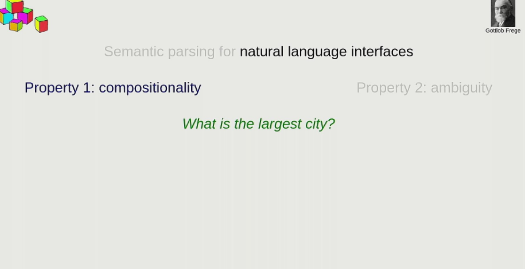 Gottlob Frege
Semantic parsing for natural language interfaces
Property 1: compositionality
Property 2: ambiguity
What is the largest city?